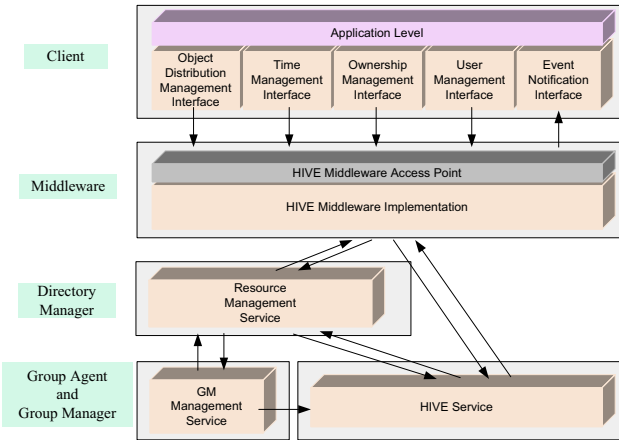 Client
Application Level
Object
Distribution
Management
Interface
Time
Management
Interface
Ownership
Management
Interface
User
Management
Interface
Event
Notification
Interface
Middleware
HIVE Middleware Access Point
HIVE Middleware Implementation
Directory
Manager
Resource
Management
Service
Group Agent
and
Group Manager
GM
Management
Service
HIVE Service